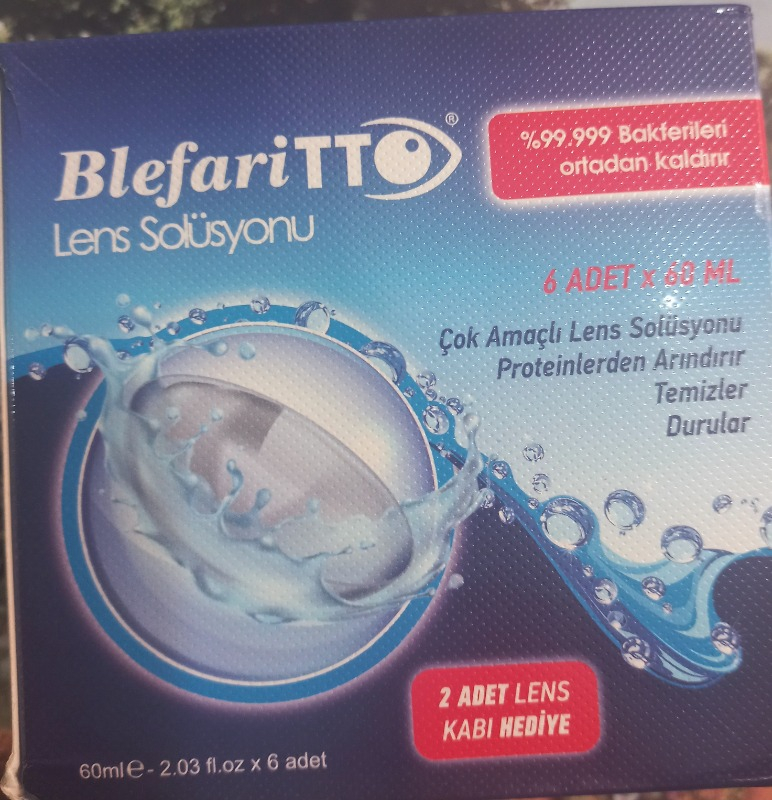 BlefariTTO®
Lens Solüsyonu
%99.999 Bakterileri
ortadan kaldırır
6 ADET x 60 ML
Çok Amaçlı Lens Solüsyonu
Proteinlerden Arındırır
Temizler
Durular
2 ADET LENS
KABI HEDİYE
60ml e - 2.03 fl.oz x 6 adet